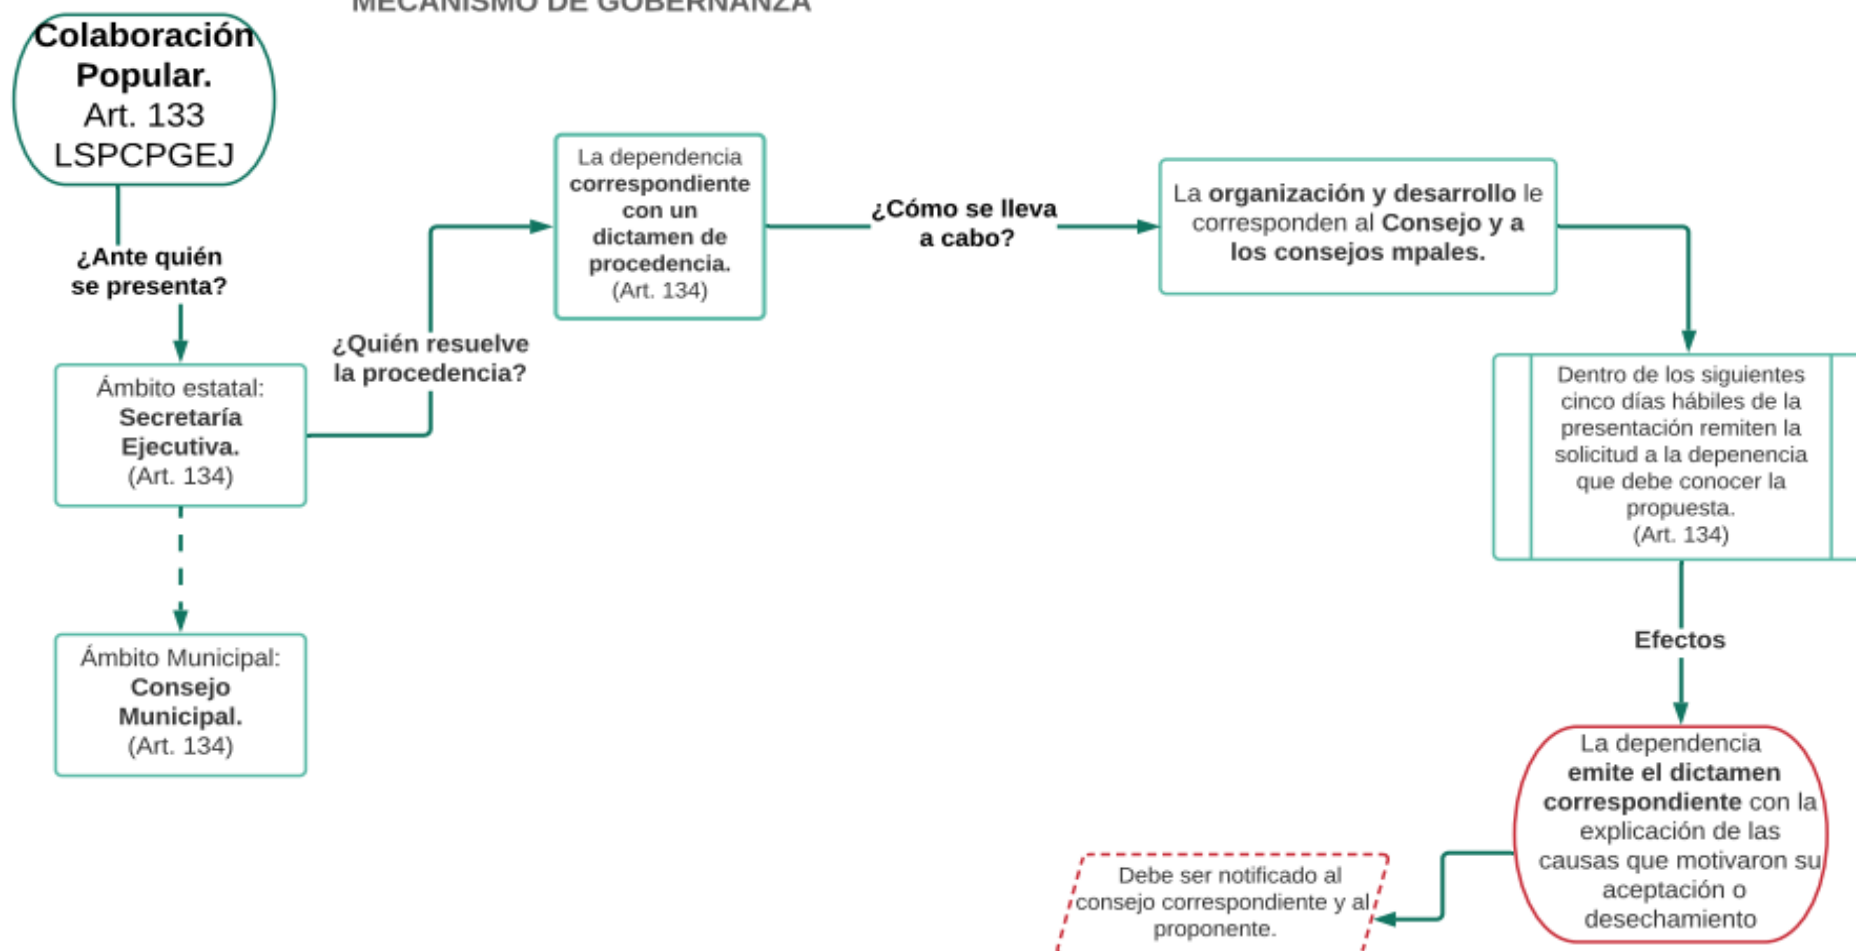 MECANISMO DE GOBERNANZA
Colaboración
Popular.
Art. 133
LSPCPGEJ
¿Ante quién
se presenta?
Ámbito estatal:
Secretaría
Ejecutiva.
(Art. 134)
Ámbito Municipal:
Consejo
Municipal.
(Art. 134)
¿Quién resuelve
la procedencia?
La dependencia
correspondiente
con un
dictamen de
procedencia.
(Art. 134)
¿Cómo se lleva
a cabo?
La organización y desarrollo le
corresponden al Consejo y a
los consejos mpales.
Dentro de los siguientes
cinco días hábiles de la
presentación remiten la
solicitud a la depenencia
que debe conocer la
propuesta.
(Art. 134)
Efectos
La dependencia
emite el dictamen
correspondiente con la
explicación de las
causas que motivaron su
aceptación o
desechamiento
Debe ser notificado al
consejo correspondiente y al
proponente.